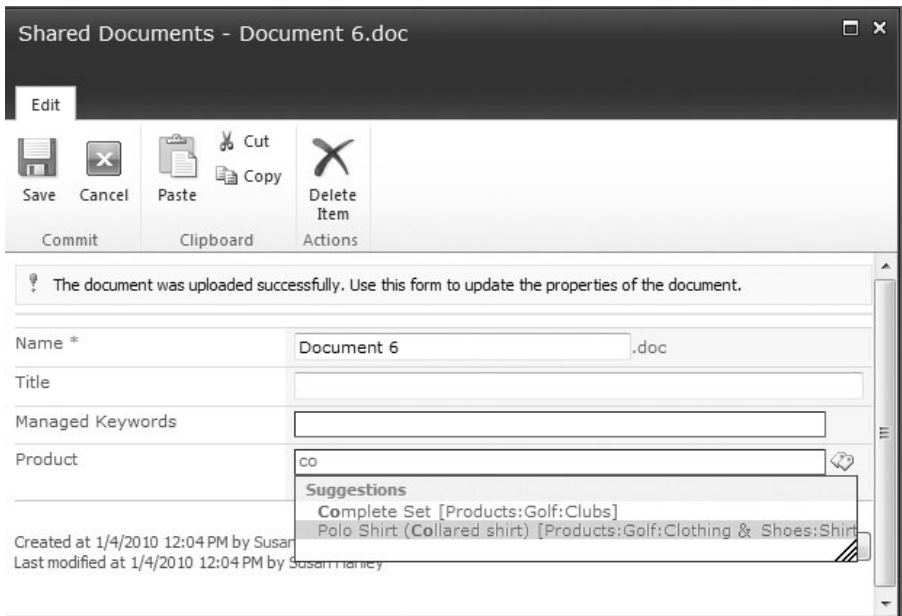 Shared Documents - Document 6.doc
Edit
Save Cancel Paste Cut
Copy
Delete
Item
Commit Clipboard Actions
The document was uploaded successfully. Use this form to update the properties of the document.
Name * Document 6 .doc
Title
Managed Keywords
Product co
Suggestions
Complete Set [Products:Golf:Clubs]
Polo Shirt (Collared shirt) [Products:Golf:Clothing & Shoes:Shirt
Created at 1/4/2010 12:04 PM by Susan
Last modified at 1/4/2010 12:04 PM by Susan Hanley